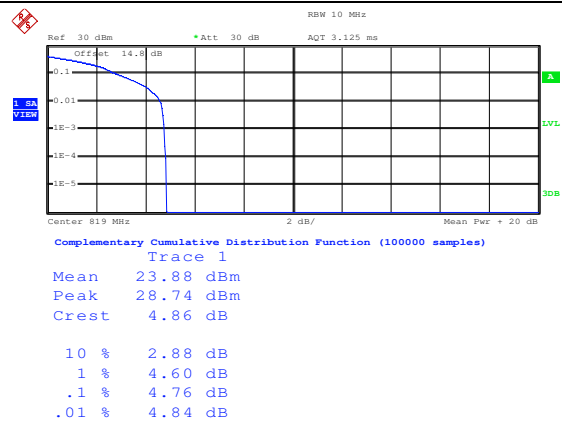 RBW 10 MHz
Ref 30 dBm *Att 30 dB AQT 3.125 ms
Offset 14.8 dB
0.1
A
0.01
1 SA
VIEW
LVL
1E-3
1E-4
1E-5
3DB
Center 819 MHz 2 dB/ Mean Pwr + 20 dB
Complementary Cumulative Distribution Function (100000 samples)
Trace 1
Mean 23.88 dBm
Peak 28.74 dBm
Crest 4.86 dB
10 % 2.88 dB
1 % 4.60 dB
.1 % 4.76 dB
.01 % 4.84 dB